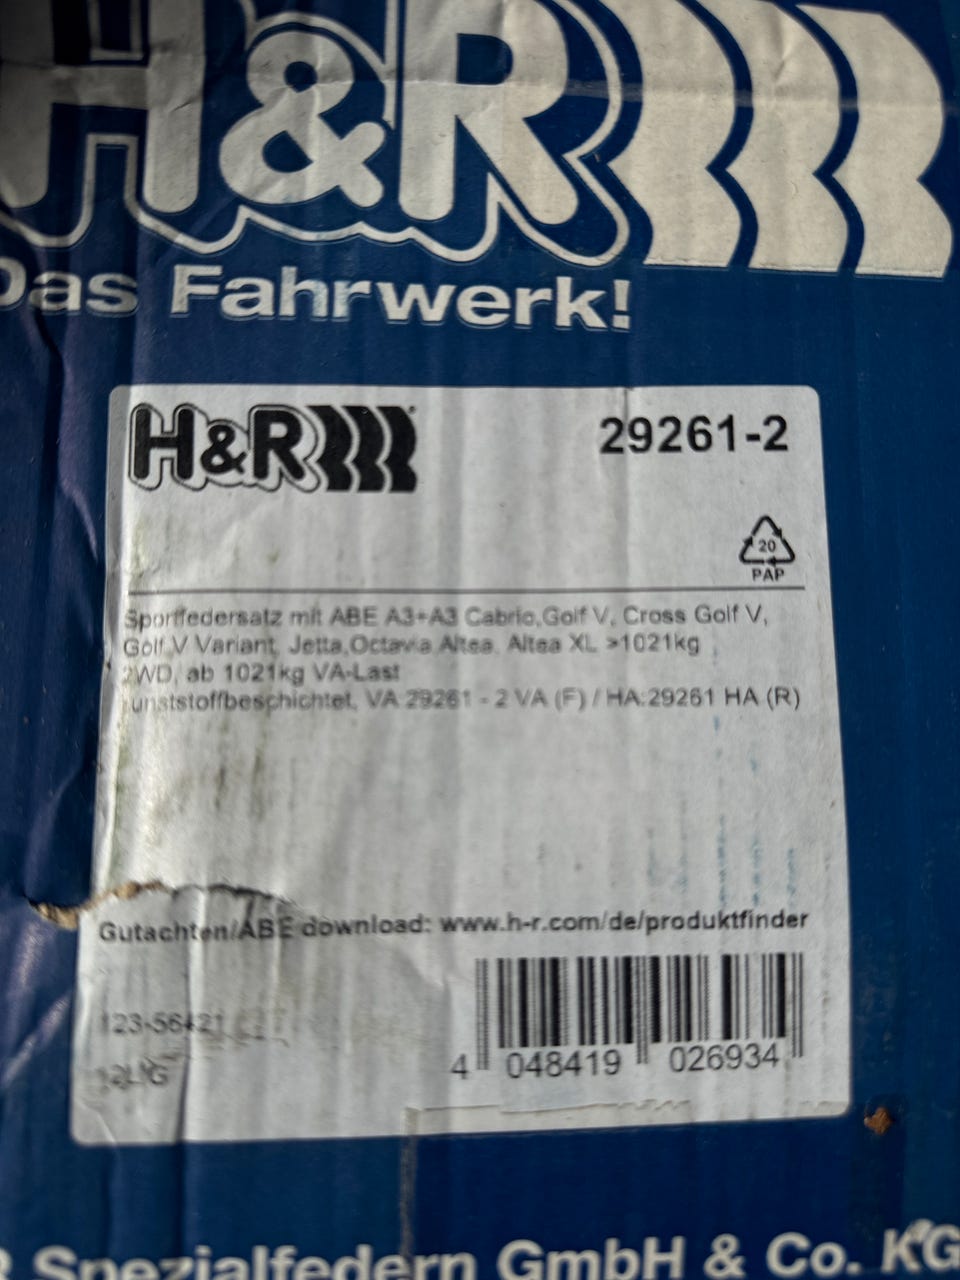 H&R
Das Fahrwerk!
H&R
29261-2
20
PAP
Sportfedersatz mit ABE A3+A3 Cabrio,Golf V, Cross Golf V,
Golf V Variant, Jetta,Octavia Altea, Altea XL >1021kg
2WD, ab 1021kg VA-Last
unststoffbeschichtet, VA:29261 - 2 VA (F) / HA:29261 HA (R)
Gutachten/ABE download: www.h-r.com/de/produktfinder
123-56421
4 048419 026934
R Spezialfedern GmbH & Co. KG